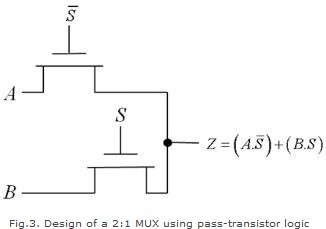 S̅
A
S
Z = (A.S̅)+(B.S)
B
Fig.3. Design of a 2:1 MUX using pass-transistor logic